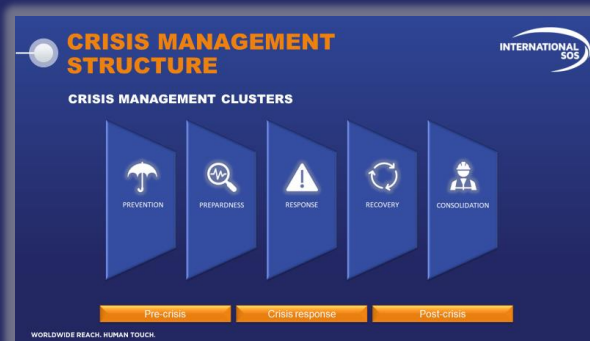 CRISIS MANAGEMENT
STRUCTURE
INTERNATIONAL
SOS
CRISIS MANAGEMENT CLUSTERS
PREVENTION
PREPARDNESS
RESPONSE
RECOVERY
CONSOLIDATION
Pre-crisis
Crisis response
Post-crisis
WORLDWIDE REACH. HUMAN TOUCH.